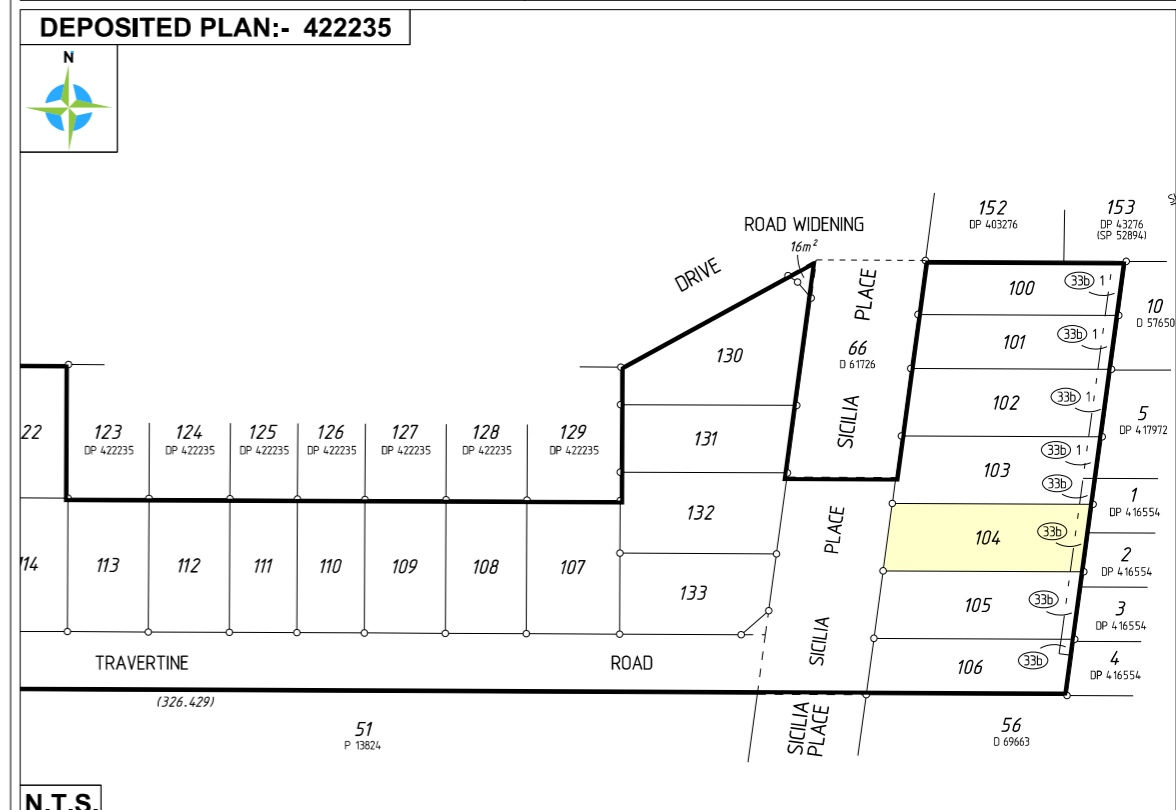 DEPOSITED PLAN:- 422235
N
152
DP 403276
153
DP 43276
(SP 52894)
ROAD WIDENING
16m²
DRIVE
PLACE
66
D 61726
SICILIA
100
33b 1
10
D 57650
101
33b 1
130
102
33b 1
5
DP 417972
22
123
DP 422235
124
DP 422235
125
DP 422235
126
DP 422235
127
DP 422235
128
DP 422235
129
DP 422235
131
103
33b 1
33b
1
DP 416554
132
PLACE
104
33b
2
DP 416554
114
113
112
111
110
109
108
107
133
SICILIA
105
33b
3
DP 416554
TRAVERTINE
ROAD
106
33b
4
DP 416554
(326.429)
51
P 13824
SICILIA
PLACE
56
D 69663
N.T.S.